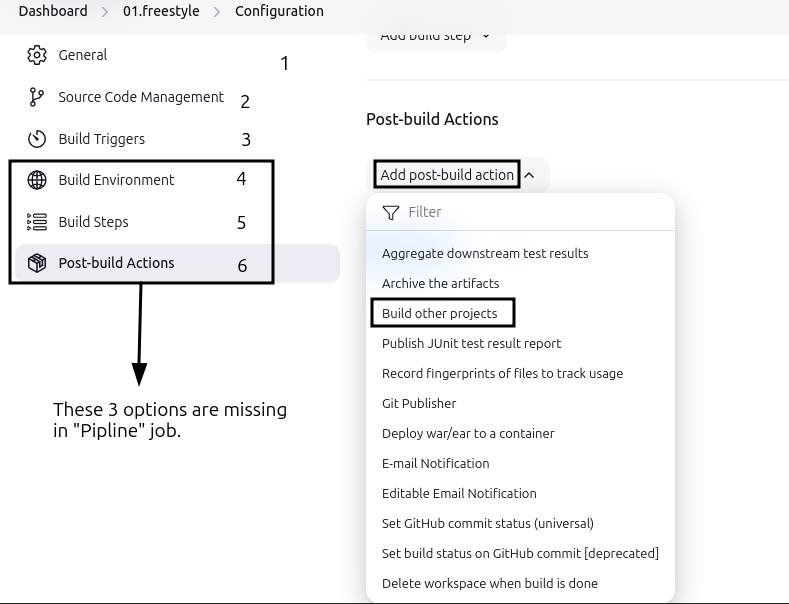 Dashboard > 01.freestyle > Configuration
General 1
Source Code Management 2
Build Triggers 3
Build Environment 4
Build Steps 5
Post-build Actions 6
These 3 options are missing
in "Pipline" job.
Add build step
Post-build Actions
Add post-build action
Filter
Aggregate downstream test results
Archive the artifacts
Build other projects
Publish JUnit test result report
Record fingerprints of files to track usage
Git Publisher
Deploy war/ear to a container
E-mail Notification
Editable Email Notification
Set GitHub commit status (universal)
Set build status on GitHub commit [deprecated]
Delete workspace when build is done